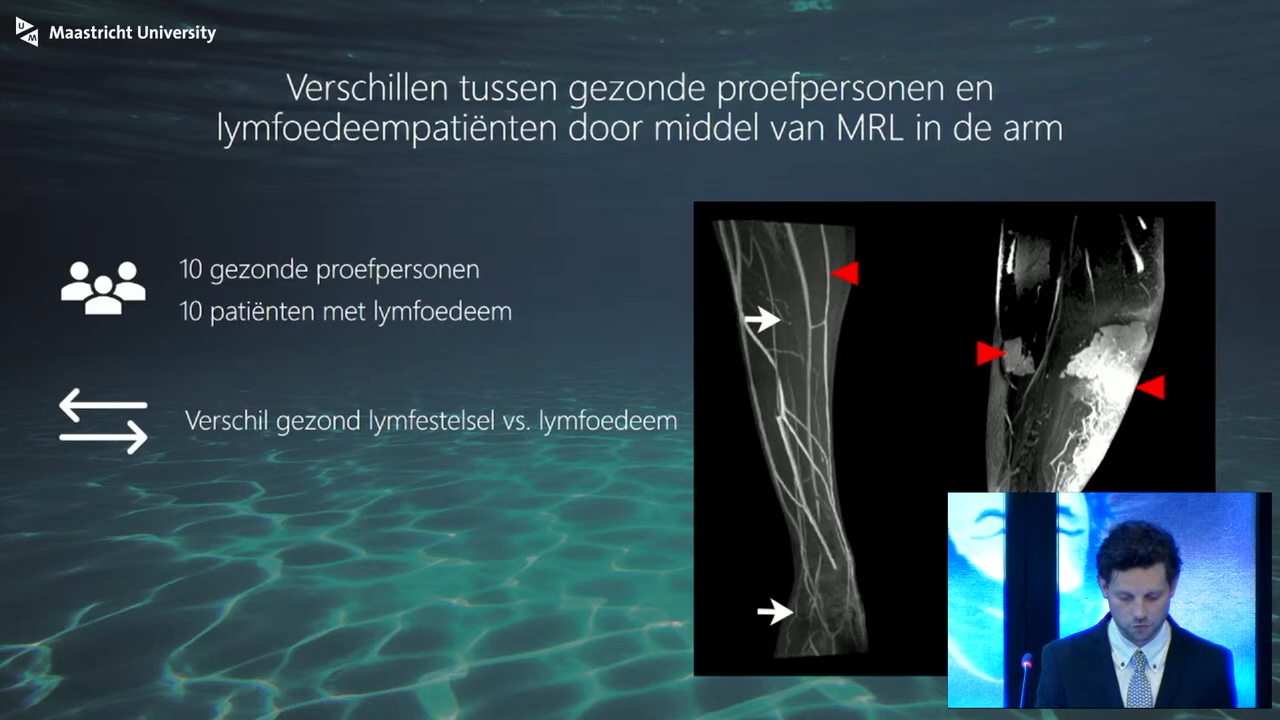 UM
Maastricht University
Verschillen tussen gezonde proefpersonen en
lymfoedeempatiënten door middel van MRL in de arm
10 gezonde proefpersonen
10 patiënten met lymfoedeem
Verschil gezond lymfestelsel vs. lymfoedeem